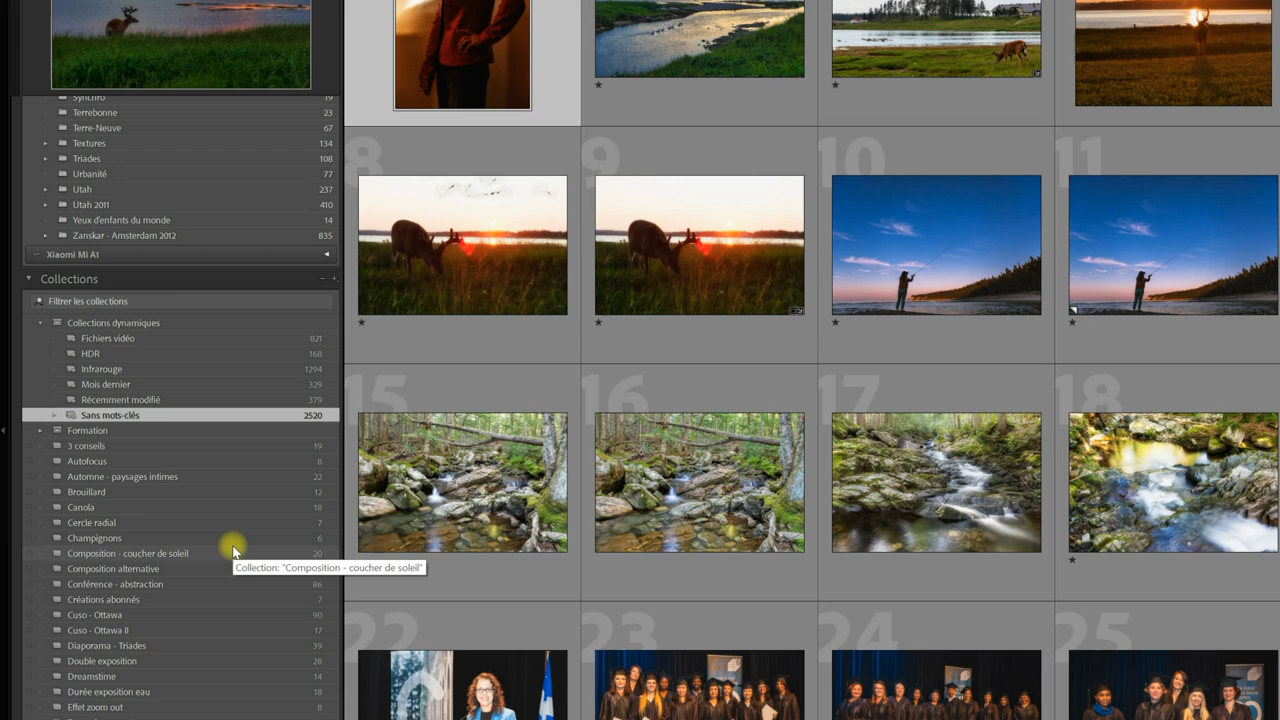 Synchro 19
Terrebonne 23
Terre-Neuve 67
Textures 134
Triades 108
Urbanité 77
Utah 237
Utah 2011 410
Yeux d'enfants du monde 14
Zanskar - Amsterdam 2012 835
Xiaomi Mi A1
Collections
Filtrer les collections
Collections dynamiques
Fichiers vidéo 821
HDR 168
Infrarouge 1294
Mois dernier 329
Récemment modifié 379
Sans mots-clés 2520
Formation
3 conseils 19
Autofocus 8
Automne - paysages intimes 22
Brouillard 12
Canola 18
Cercle radial 7
Champignons 6
Composition - coucher de soleil 20
Collection: "Composition - coucher de soleil"
Composition alternative
Conférence - abstraction 86
Créations abonnés 7
Cuso - Ottawa 90
Cuso - Ottawa II 17
Diaporama - Triades 39
Double exposition 28
Dreamstime 14
Durée exposition eau 18
Effet zoom out 8
8 9 10 11
15 16 17 18
22 23 24 25